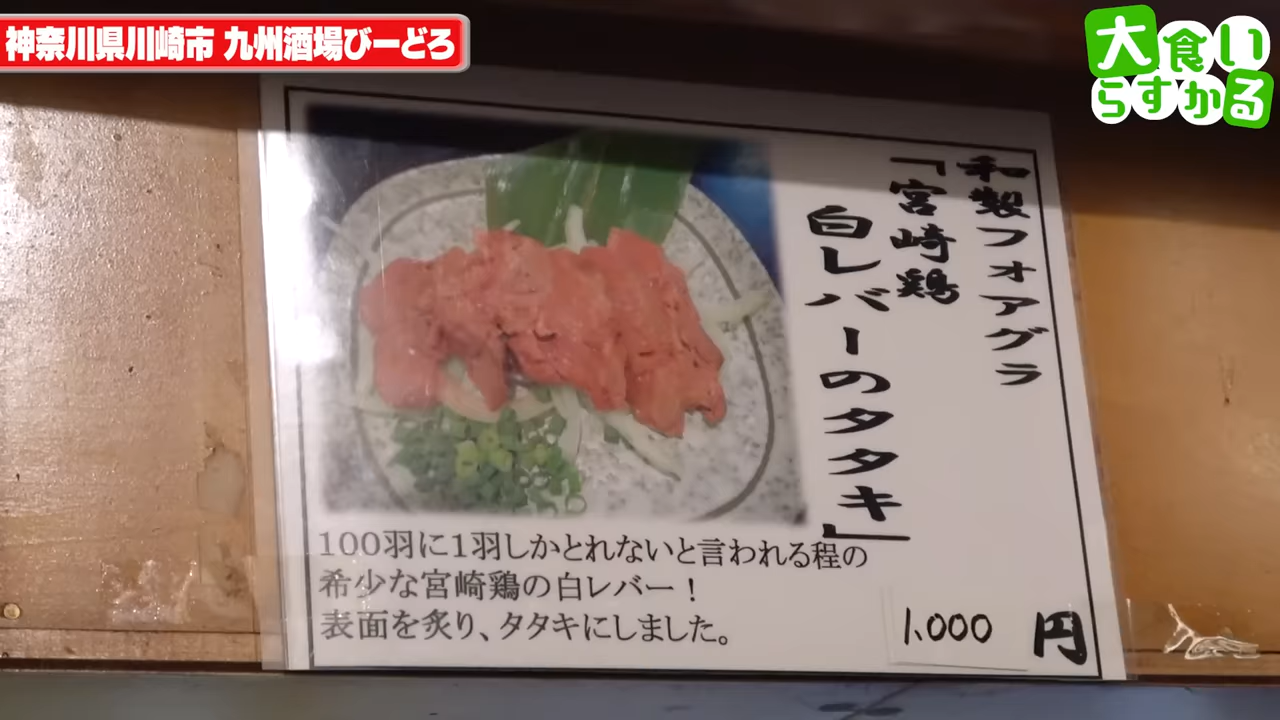 神奈川県川崎市 九州酒場びーどろ
大食い
らすかる
和製フォアグラ
「宮崎鶏
白レバーのタタキ」
100羽に1羽しかとれないと言われる程の
希少な宮崎鶏の白レバー！
表面を炙り、タタキにしました。
1,000 円